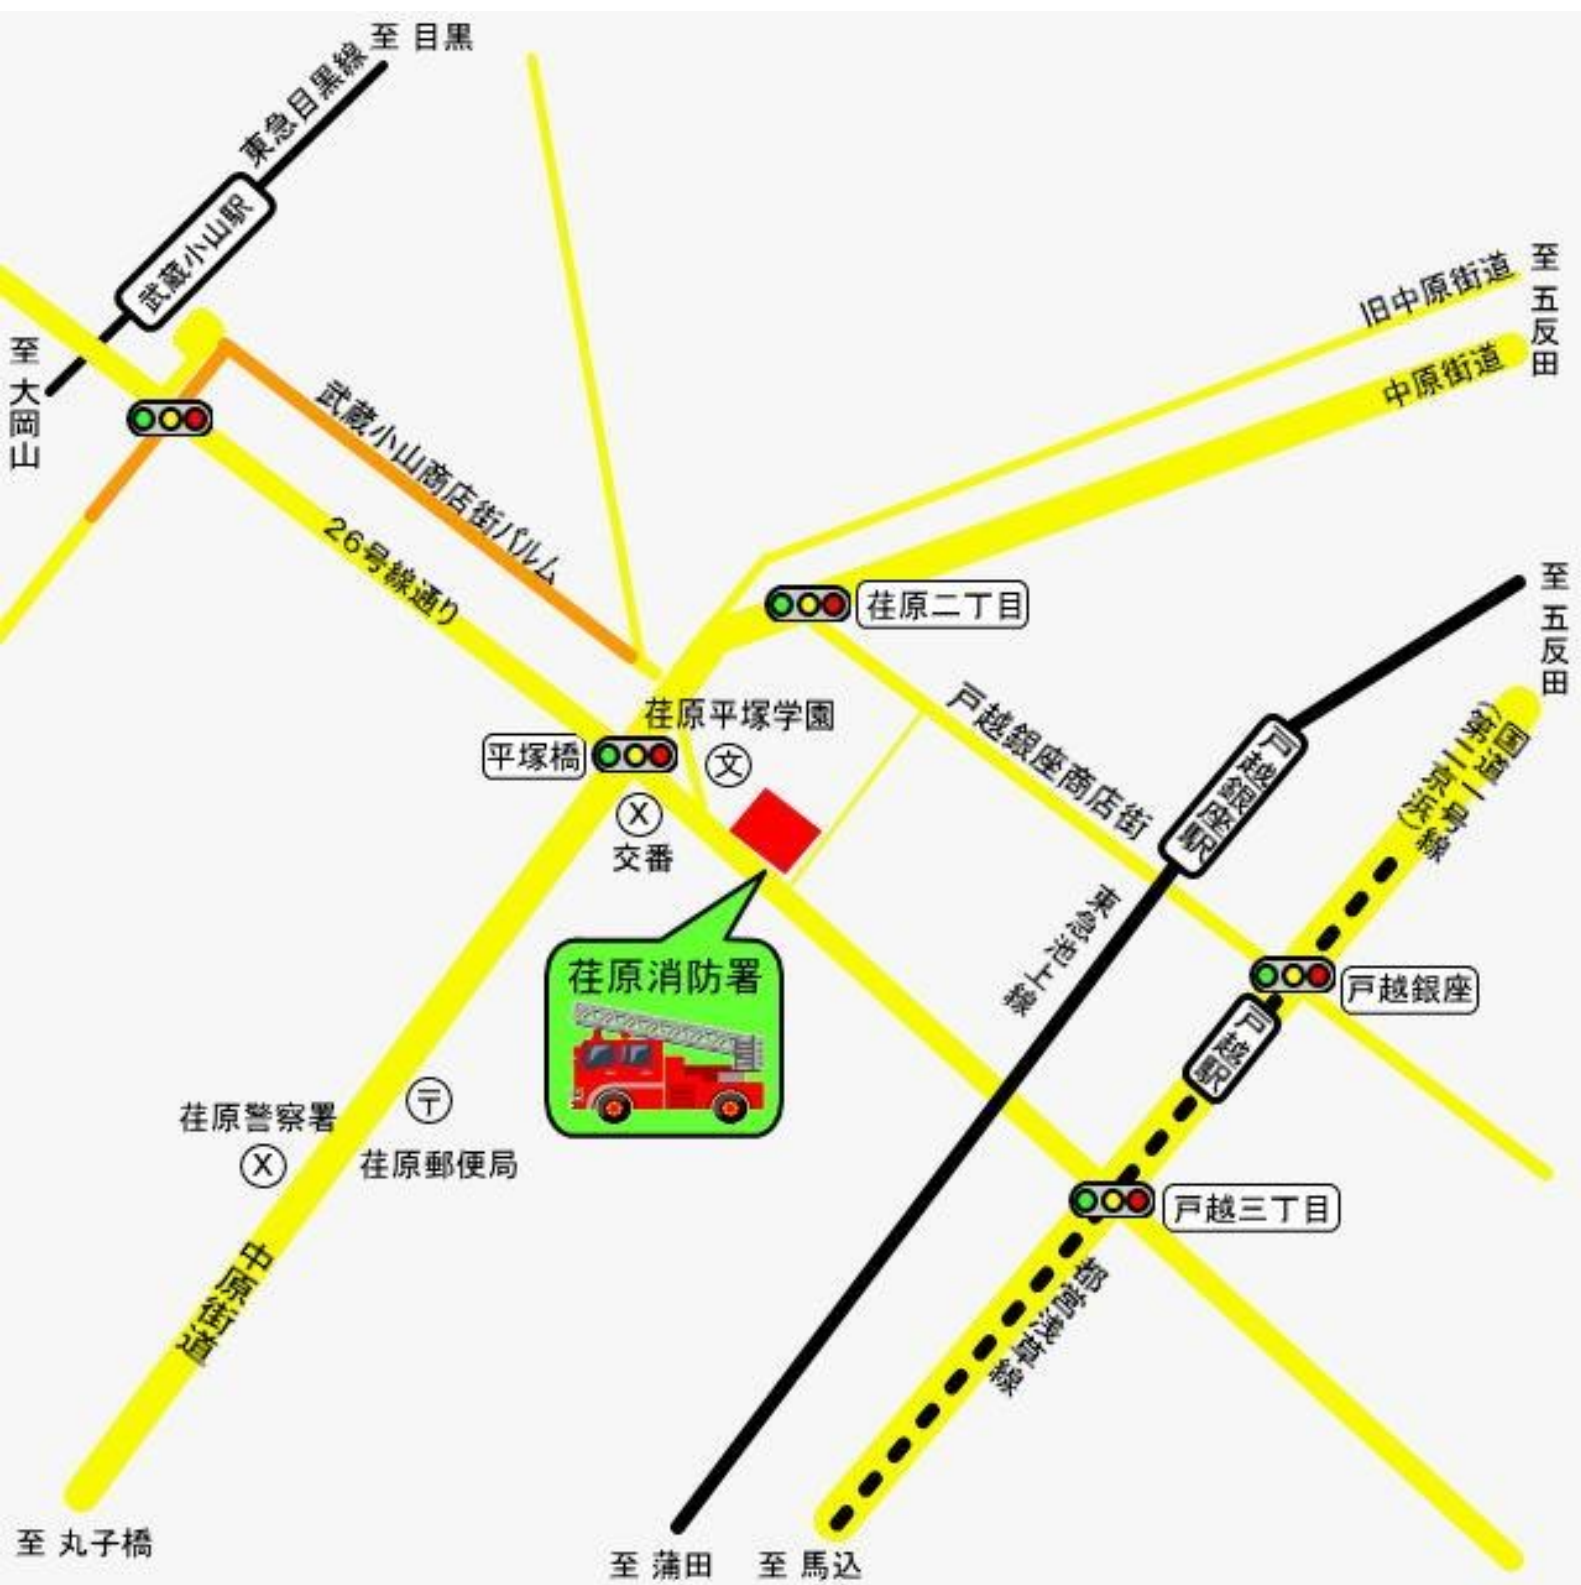 至 目黒
東急目黒線
武蔵小山駅
至 大岡山
武蔵小山商店街パルム
26号線通り
旧中原街道
中原街道
至 五反田
荏原二丁目
至 五反田
荏原平塚学園
文
平塚橋
X
交番
戸越銀座商店街
戸越銀座駅
国道一号線
(第二京浜)
東急池上線
荏原消防署
戸越銀座
戸越駅
荏原警察署
X
〒
荏原郵便局
戸越三丁目
都営浅草線
中原街道
至 丸子橋
至 蒲田
至 馬込